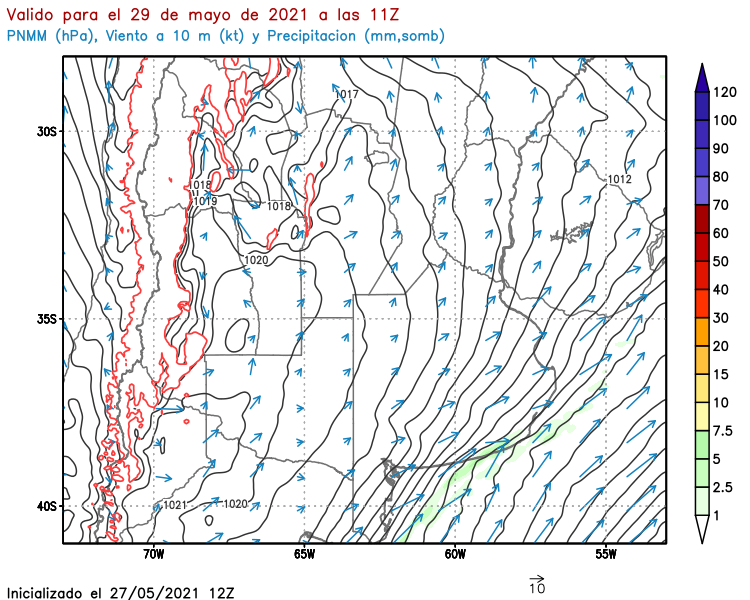 Valido para el 29 de mayo de 2021 a las 11Z
PNMM (hPa), Viento a 10 m (kt) y Precipitacion (mm,somb)
120
100
90
80
70
60
50
40
30
20
15
10
7.5
5
2.5
1
30S
35S
40S
1017
1012
1018
1019
1018
1020
1021
1020
70W
65W
60W
55W
10
Inicializado el 27/05/2021 12Z